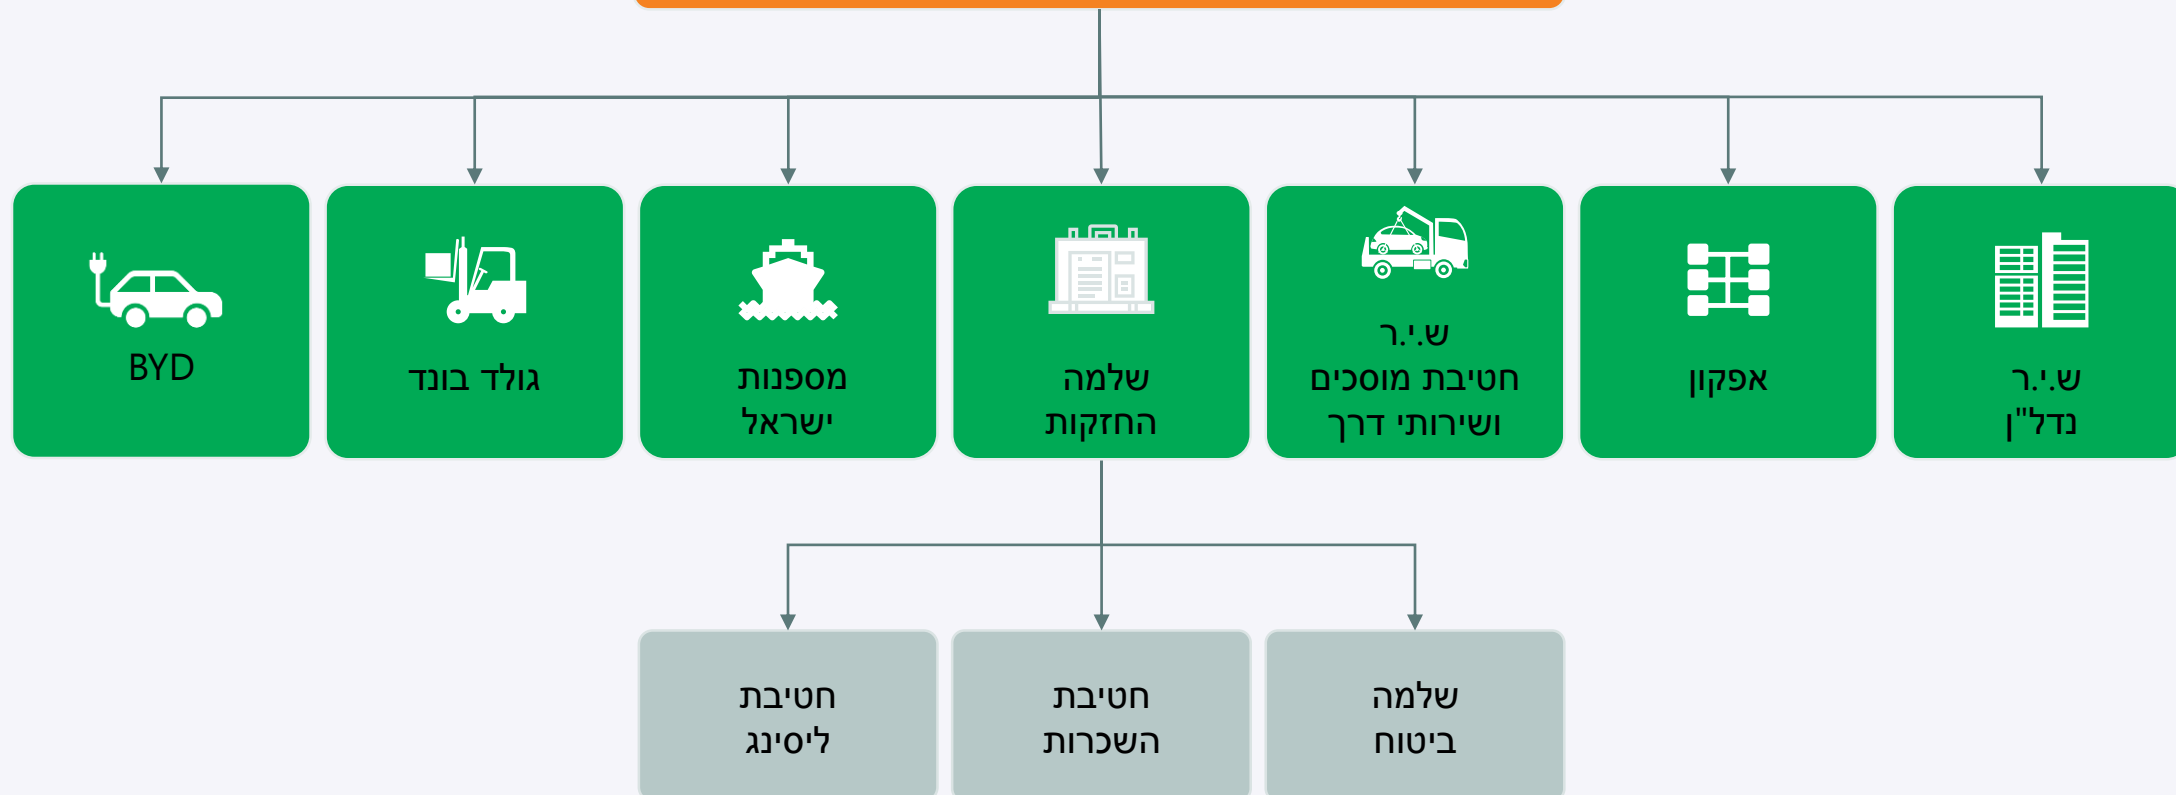 ש.י.ר
נדל"ן
אפקון
ש.י.ר
חטיבת מוסכים
ושירותי דרך
שלמה
החזקות
מספנות
ישראל
גולד בונד
BYD
שלמה
ביטוח
חטיבת
השכרות
חטיבת
ליסינג